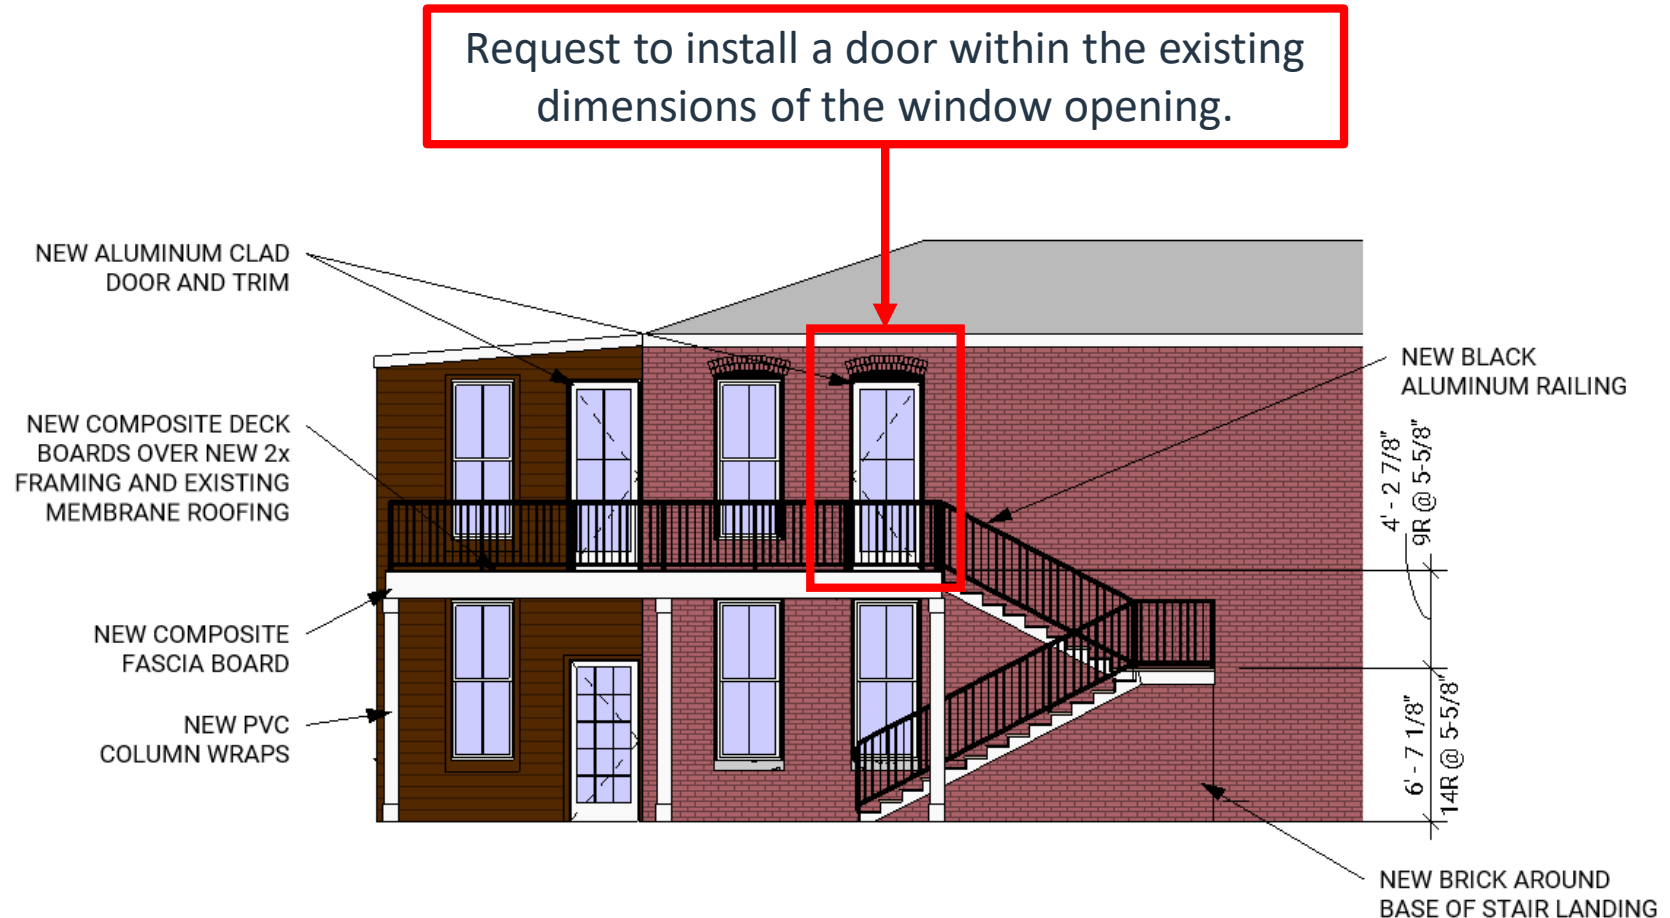 Request to install a door within the existing
dimensions of the window opening.
NEW ALUMINUM CLAD
DOOR AND TRIM
NEW COMPOSITE DECK
BOARDS OVER NEW 2x
FRAMING AND EXISTING
MEMBRANE ROOFING
NEW COMPOSITE
FASCIA BOARD
NEW PVC
COLUMN WRAPS
NEW BLACK
ALUMINUM RAILING
4' - 2 7/8"
9R @ 5-5/8"
6' - 7 1/8"
14R @ 5-5/8"
NEW BRICK AROUND
BASE OF STAIR LANDING